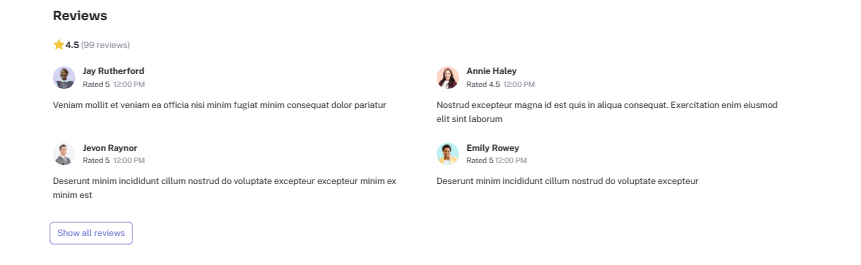 Reviews
4.5 (99 reviews)
Jay Rutherford
Rated 5 12:00 PM
Veniam mollit et veniam ea officia nisi minim fugiat minim consequat dolor pariatur
Annie Haley
Rated 4.5 12:00 PM
Nostrud excepteur magna id est quis in aliqua consequat. Exercitation enim eiusmod
elit sint laborum
Jevon Raynor
Rated 5 12:00 PM
Deserunt minim incididunt cillum nostrud do voluptate excepteur excepteur minim ex
minim est
Emily Rowey
Rated 5 12:00 PM
Deserunt minim incididunt cillum nostrud do voluptate excepteur
Show all reviews